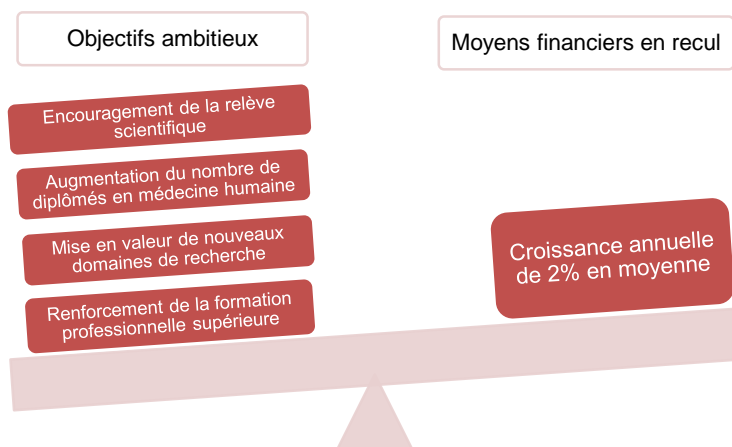 Objectifs ambitieux
Encouragement de la relève
scientifique
Augmentation du nombre de
diplômés en médecine humaine
Mise en valeur de nouveaux
domaines de recherche
Renforcement de la formation
professionnelle supérieure
Moyens financiers en recul
Croissance annuelle
de 2% en moyenne